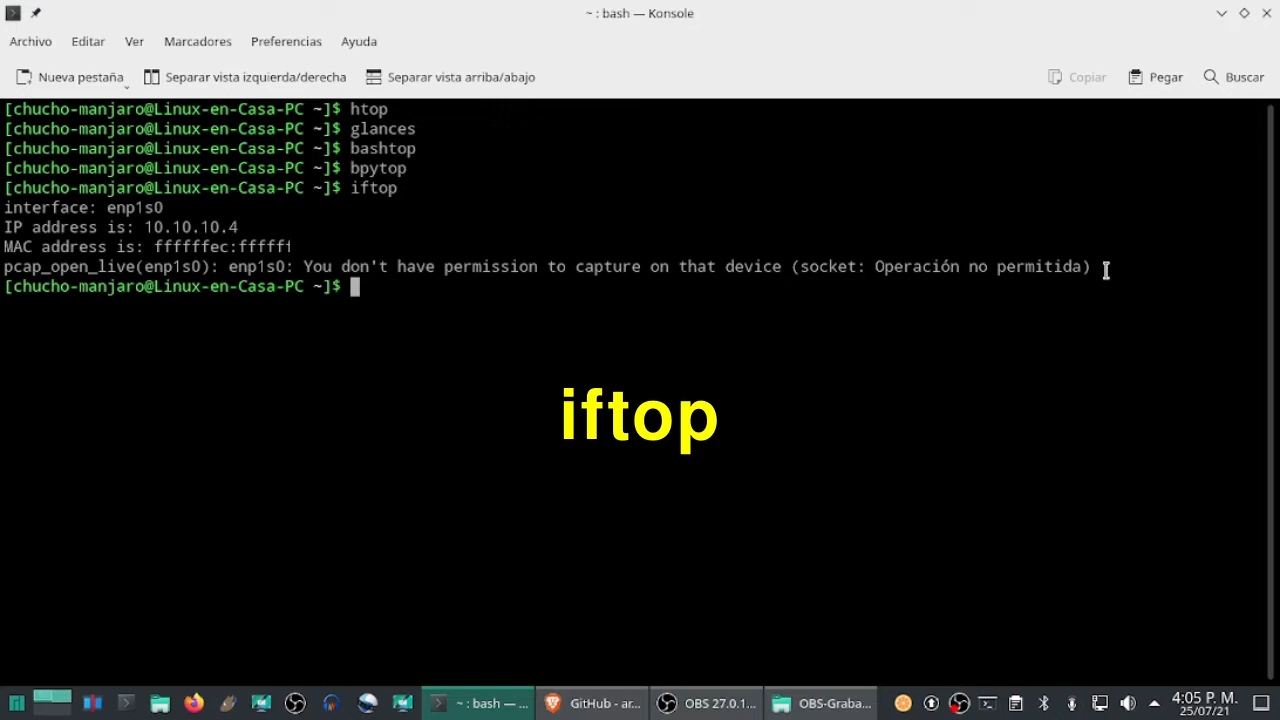 ~ : bash — Konsole
Archivo Editar Ver Marcadores Preferencias Ayuda
Nueva pestaña Separar vista izquierda/derecha Separar vista arriba/abajo Copiar Pegar Buscar
[chucho-manjaro@Linux-en-Casa-PC ~]$ htop
[chucho-manjaro@Linux-en-Casa-PC ~]$ glances
[chucho-manjaro@Linux-en-Casa-PC ~]$ bashtop
[chucho-manjaro@Linux-en-Casa-PC ~]$ bpytop
[chucho-manjaro@Linux-en-Casa-PC ~]$ iftop
interface: enp1s0
IP address is: 10.10.10.4
MAC address is: ffffffec:ffffff
pcap_open_live(enp1s0): enp1s0: You don't have permission to capture on that device (socket: Operación no permitida)
[chucho-manjaro@Linux-en-Casa-PC ~]$
iftop
~ : bash — ... GitHub - ar... OBS 27.0.1... OBS-Graba... 4:05 P. M.
25/07/21